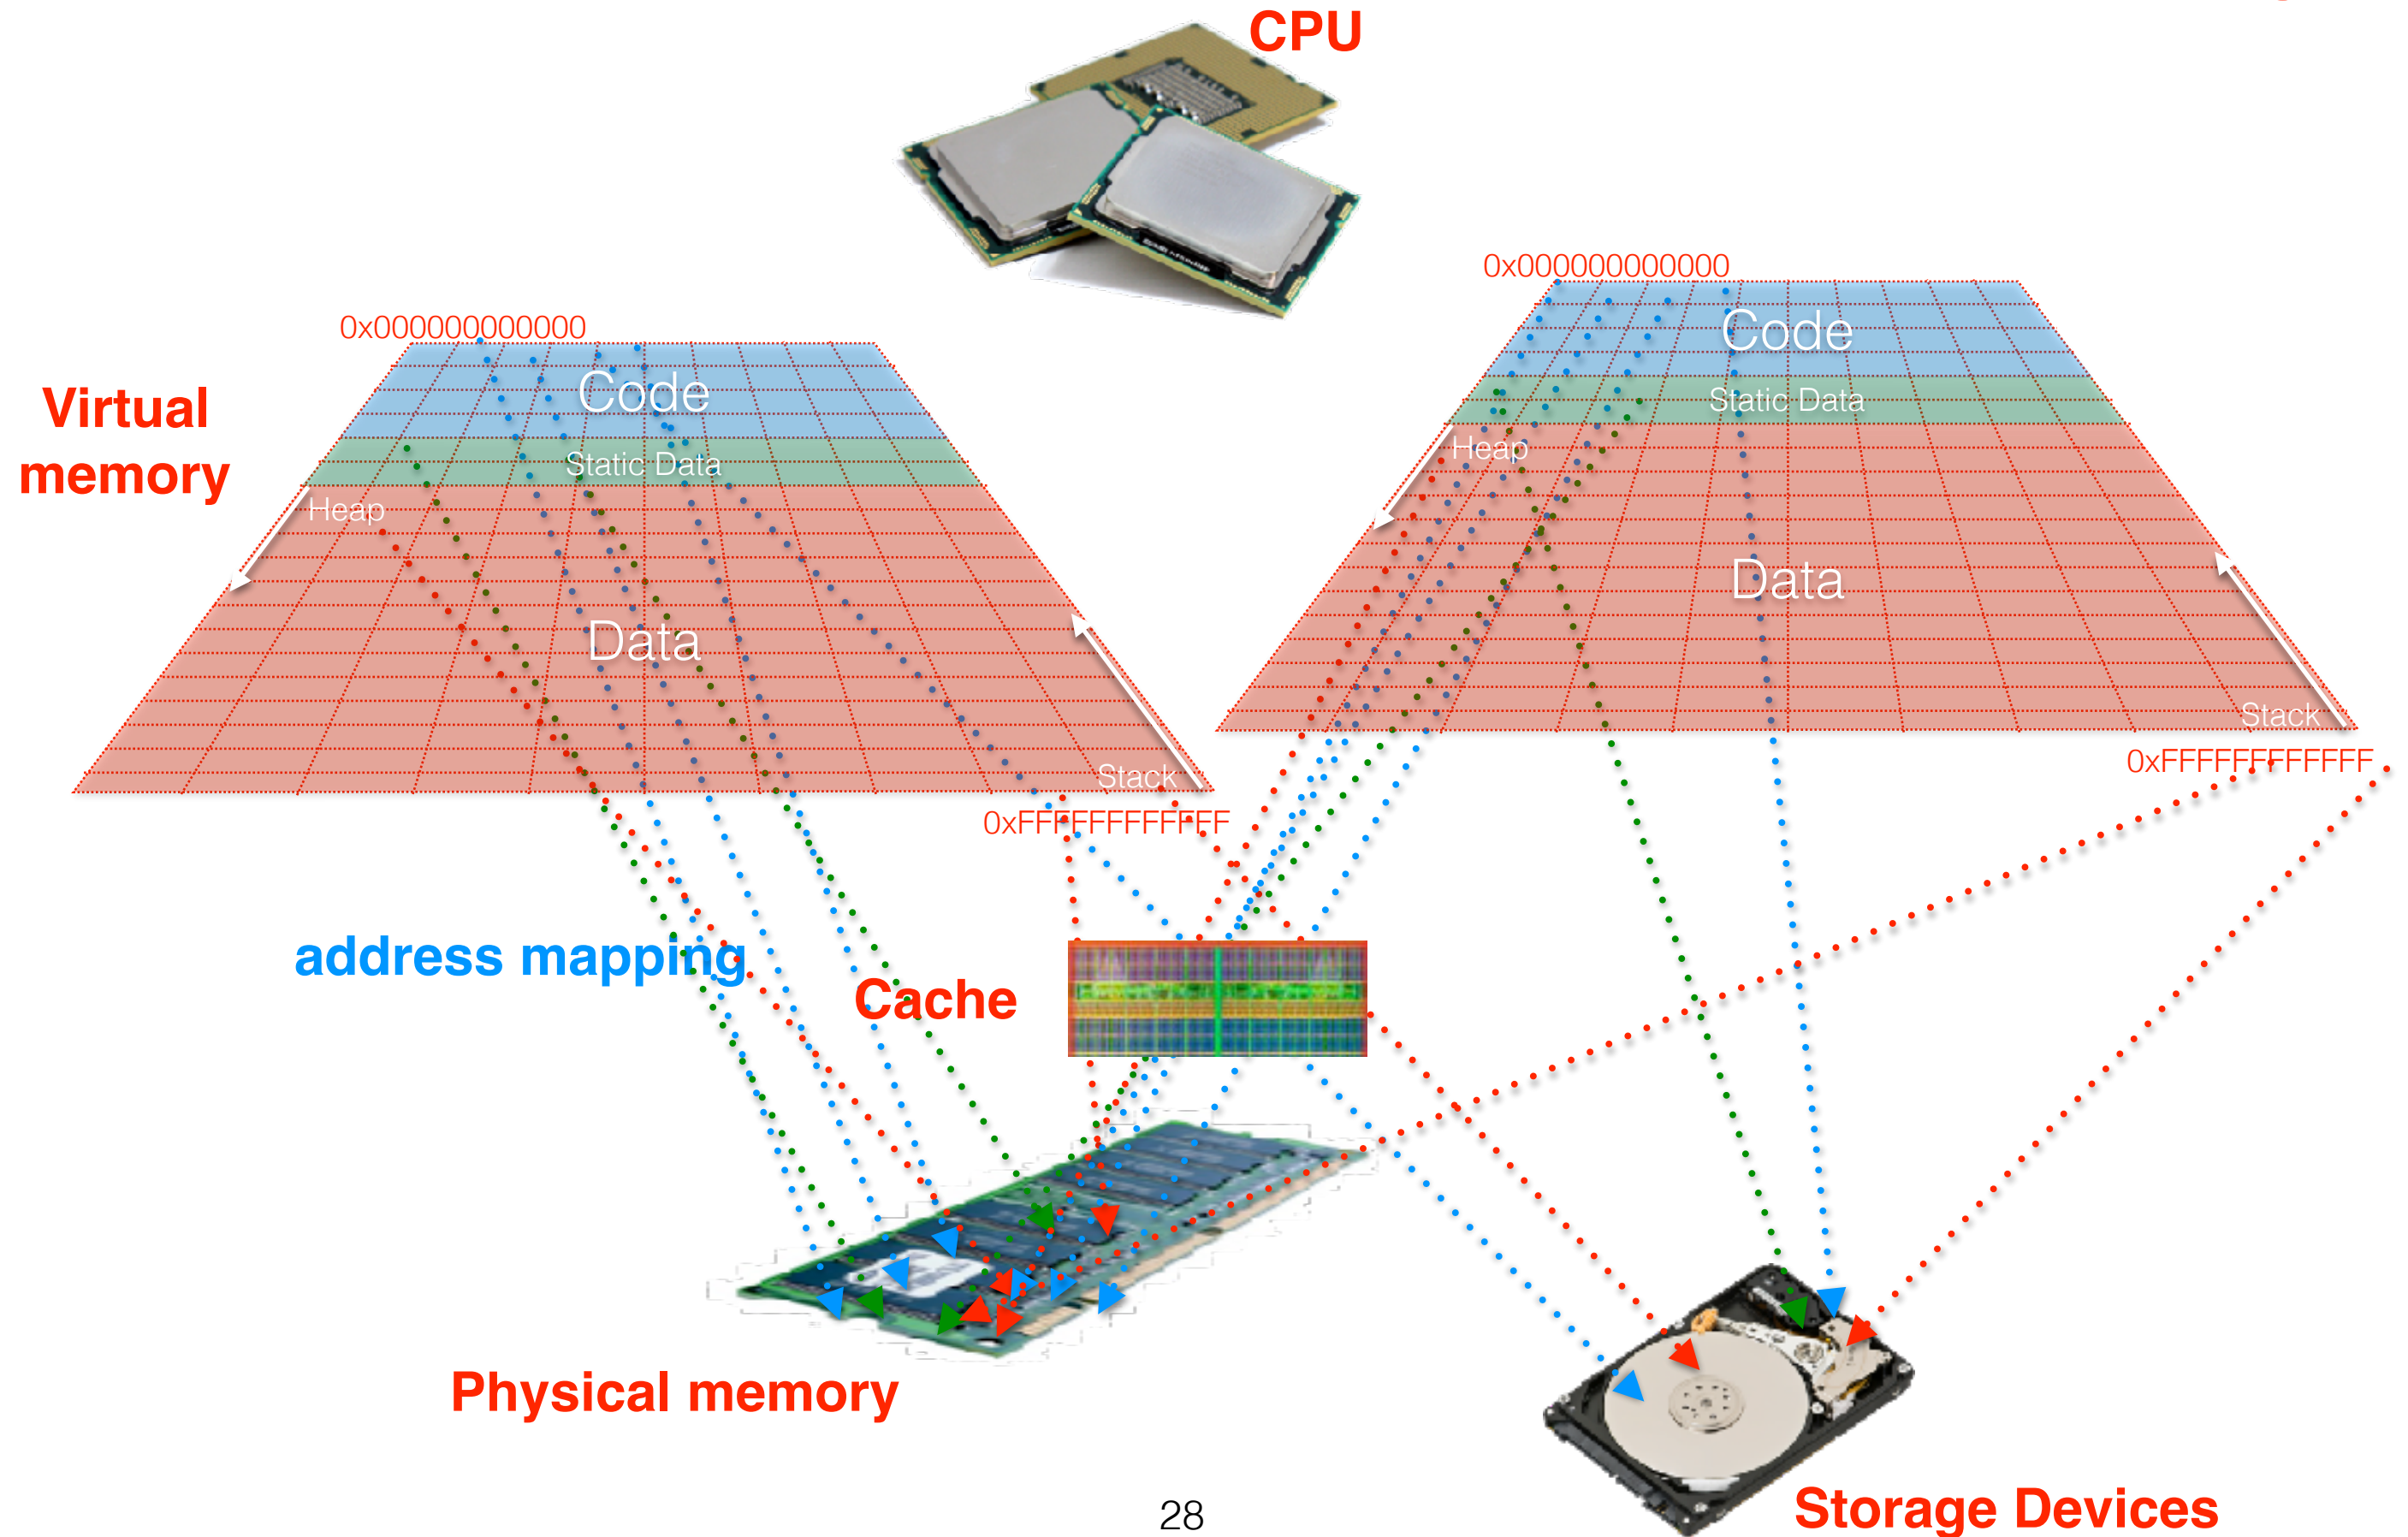 CPU
0x000000000000
Code
Static Data
Heap
Data
Stack
0xFFFFFFFFFFFF
Virtual
memory
0x000000000000
Code
Static Data
Heap
Data
Stack
0xFFFFFFFFFFFF
address mapping
Cache
Physical memory
Storage Devices
28